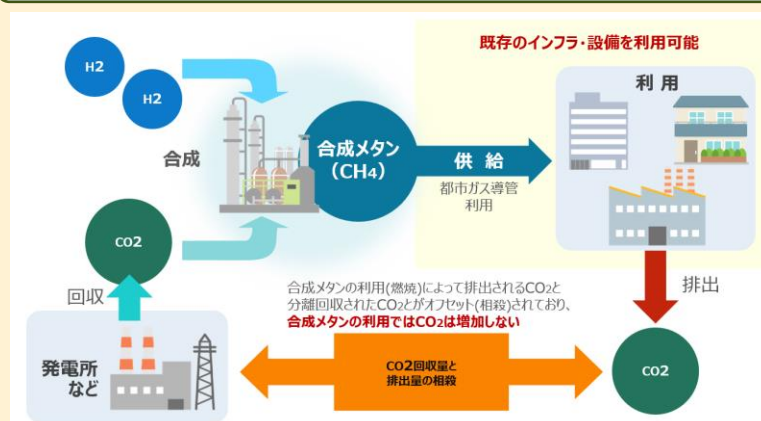 既存のインフラ・設備を利用可能
H2
H2
合成
合成メタン
(CH4)
供 給
都市ガス導管
利用
利 用
CO2
回収
発電所
など
合成メタンの利用(燃焼)によって排出されるCO2と
分離回収されたCO2とがオフセット(相殺)されており、
合成メタンの利用ではCO2は増加しない
CO2回収量と
排出量の相殺
排出
CO2